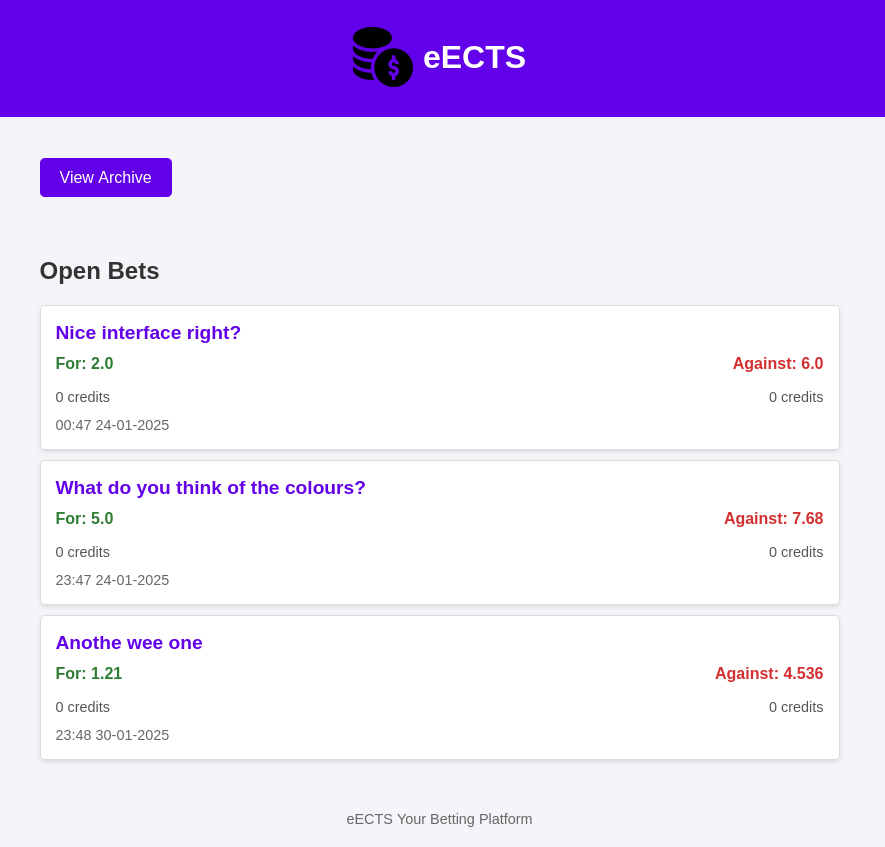 $ eECTS
View Archive
Open Bets
Nice interface right?
For: 2.0 Against: 6.0
0 credits 0 credits
00:47 24-01-2025
What do you think of the colours?
For: 5.0 Against: 7.68
0 credits 0 credits
23:47 24-01-2025
Anothe wee one
For: 1.21 Against: 4.536
0 credits 0 credits
23:48 30-01-2025
eECTS Your Betting Platform